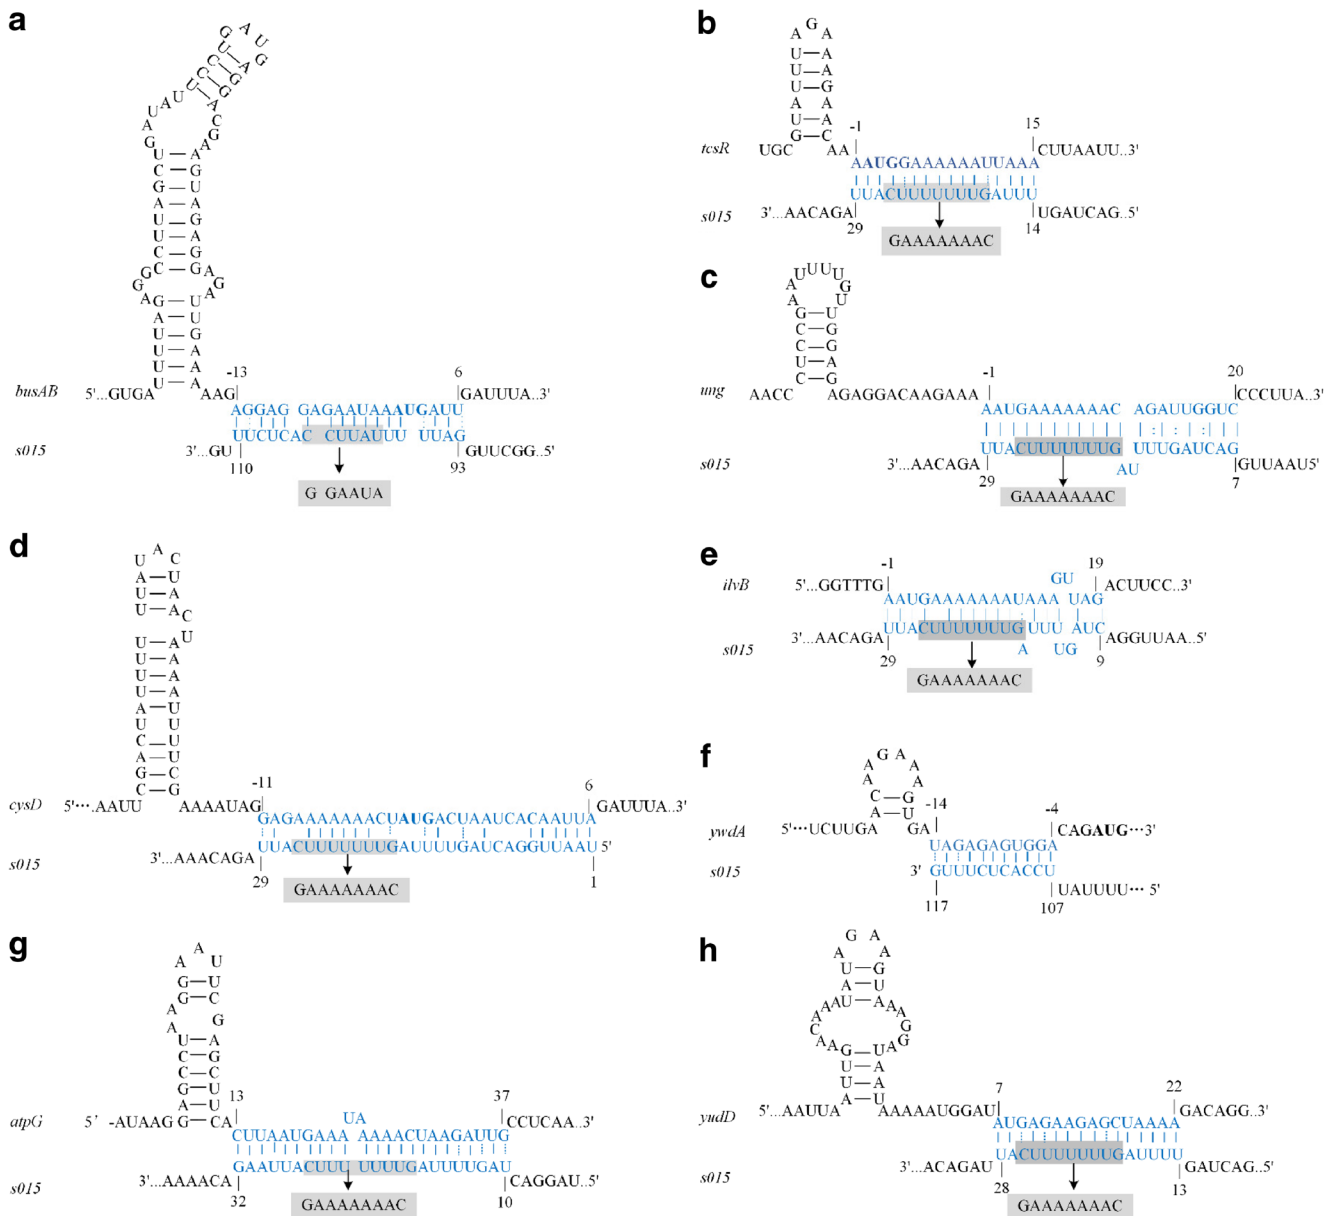 a
busAB
5'...GUGA
AAG
-13
6
GAUUUA..3'
AGGAG GAGAAUAAAUGAUU
UUCUCAC CUUAUUU UUAG
s015
3'...GU
110
93
GUUCGG..5'
G GAAUA
b
tcsR
UGC
AA
-1
15
CUUAAUU..3'
AAUGGAAAAAAUUAAA
UUACUUUUUUUGAUUU
s015
3'...AACAGA
29
14
UGAUCAG..5'
GAAAAAAAC
c
ung
AACC
AGAGGACAAGAAA
-1
20
CCCUUA..3'
AAUGAAAAAAAC AGAUUGGUC
UUACUUUUUUUG UUUGAUCAG
AU
s015
3'...AACAGA
29
7
GUUAAU5'
GAAAAAAAC
d
cysD
5'···.AAUU
AAAAUAG
-11
6
GAUUUA..3'
GAGAAAAAAACUAUGACUAAUCACAAUUA
UUACUUUUUUUGAUUUUGAUCAGGUUAAU
5'
s015
3'...AAACAGA
29
1
GAAAAAAAC
e
ilvB
5'...GGTTTG
-1
GU
19
ACUUCC..3'
AAUGAAAAAAAAUAAA UAG
UUACUUUUUUUG UUU AUC
A
UG
s015
3'...AACAGA
29
9
AGGUUAA..5'
GAAAAAAAC
f
ywdA
5'···UCUUGA
GA
-14
-4
CAGAUG···3'
UAGAGAGUGGA
s015
3'
GUUUCUCACCU
117
107
UAUUUU··· 5'
g
atpG
5' -AUAAGG
CA
13
UA
37
CCUCAA..3'
CUUAAUGAAA AAAACUAAGAUUG
GAAUUACUUU UUUUGAUUUUGAU
s015
3'...AAAACA
32
10
CAGGAU..5'
GAAAAAAAC
h
yudD
5'...AAUUA
AAAAAUGGAU
7
22
GACAGG..3'
AUGAGAAGAGCUAAAA
UACUUUUUUUGAUUUU
s015
3'...ACAGAU
28
13
GAUCAG..5'
GAAAAAAAC